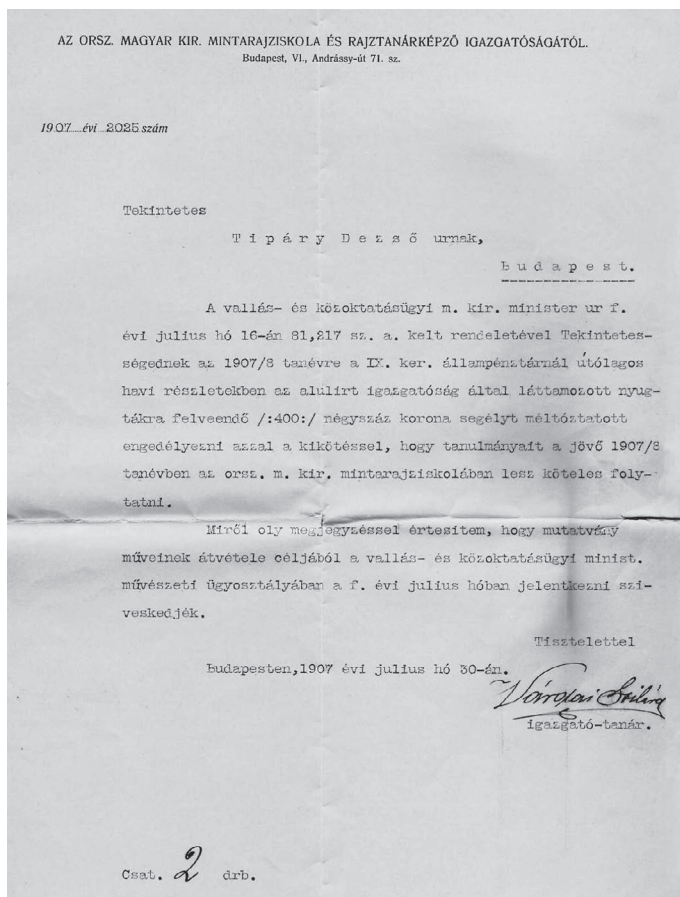 AZ ORSZ. MAGYAR KIR. MINTARAJZISKOLA ÉS RAJZTANÁRKÉPZŐ IGAZGATÓSÁGÁTÓL.
Budapest, VI., Andrássy-út 71. sz.
1907 évi 2025 szám
Tekintetes
Tipáry Dezső urnak,
Budapest.
A vallás- és közoktatásügyi m. kir. minister ur f.
évi julius hó 16-án 81,217 sz. a. kelt rendeletével Tekintetes-
ségednek az 1907/8 tanévre a IX. ker. állampénztárnál útólagos
havi részletekben az alulirt igazgatóság által láttamozott nyug-
tákra felveendő /:400:/ négyszáz korona segélyt méltóztatott
engedélyezni azzal a kikötéssel, hogy tanulmányait a jövő 1907/8
tanévben az orsz. m. kir. mintarajziskolában lesz köteles foly-
tatni.
Miről oly megjegyzéssel értesitem, hogy mutatvány
műveinek átvétele céljából a vallás- és közoktatásügyi minist.
művészeti ügyosztályában a f. évi julius hóban jelentkezni szi-
veskedjék.
Tisztelettel
Budapesten,1907 évi julius hó 30-án.
Várdai Szilárd
igazgató-tanár.
Csat. 2 drb.